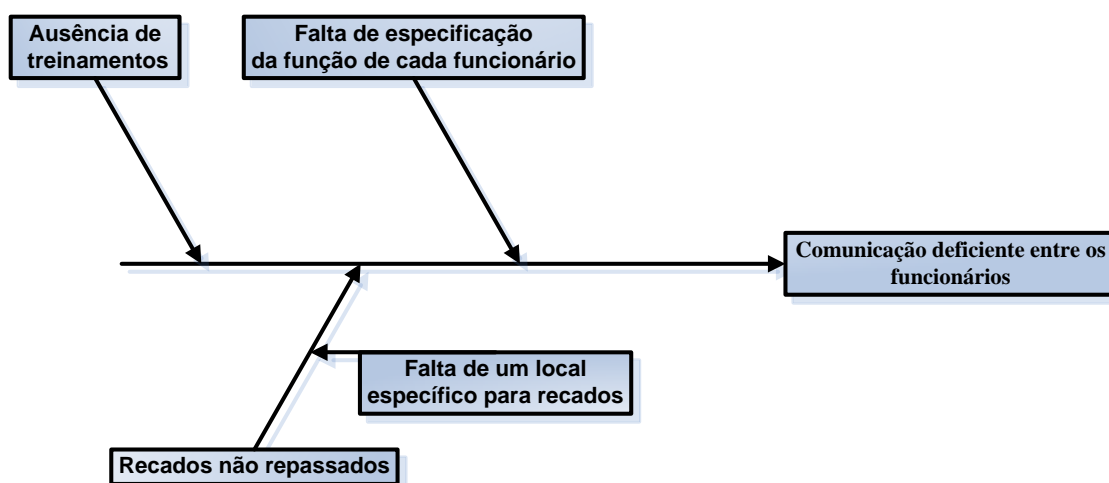 Ausência de
treinamentos
Falta de especificação
da função de cada funcionário
Comunicação deficiente entre os
funcionários
Falta de um local
específico para recados
Recados não repassados